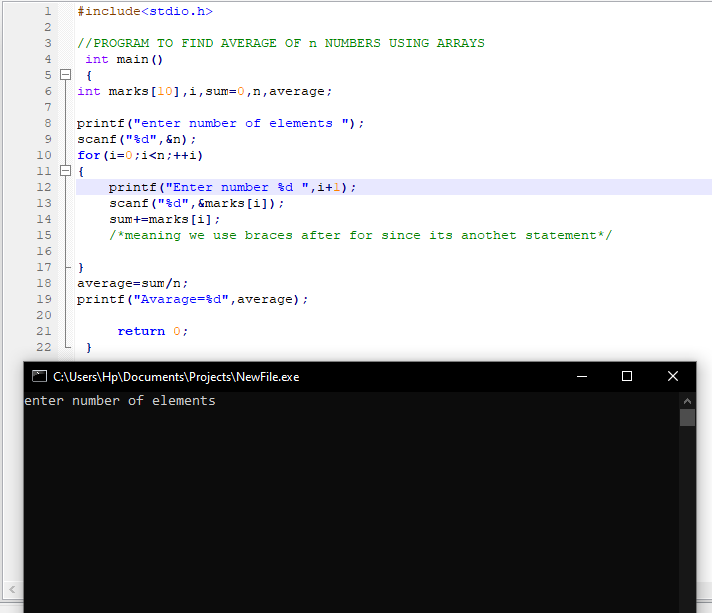 1 #include<stdio.h>
2
3 //PROGRAM TO FIND AVERAGE OF n NUMBERS USING ARRAYS
4 int main()
5 {
6 int marks[10],i,sum=0,n,average;
7
8 printf("enter number of elements ");
9 scanf("%d",&n);
10 for(i=0;i<n;++i)
11 {
12 printf("Enter number %d ",i+1);
13 scanf("%d",&marks[i]);
14 sum+=marks[i];
15 /*meaning we use braces after for since its anothet statement*/
16
17 }
18 average=sum/n;
19 printf("Avarage=%d",average);
20
21 return 0;
22 }
C:\Users\Hp\Documents\Projects\NewFile.exe
enter number of elements